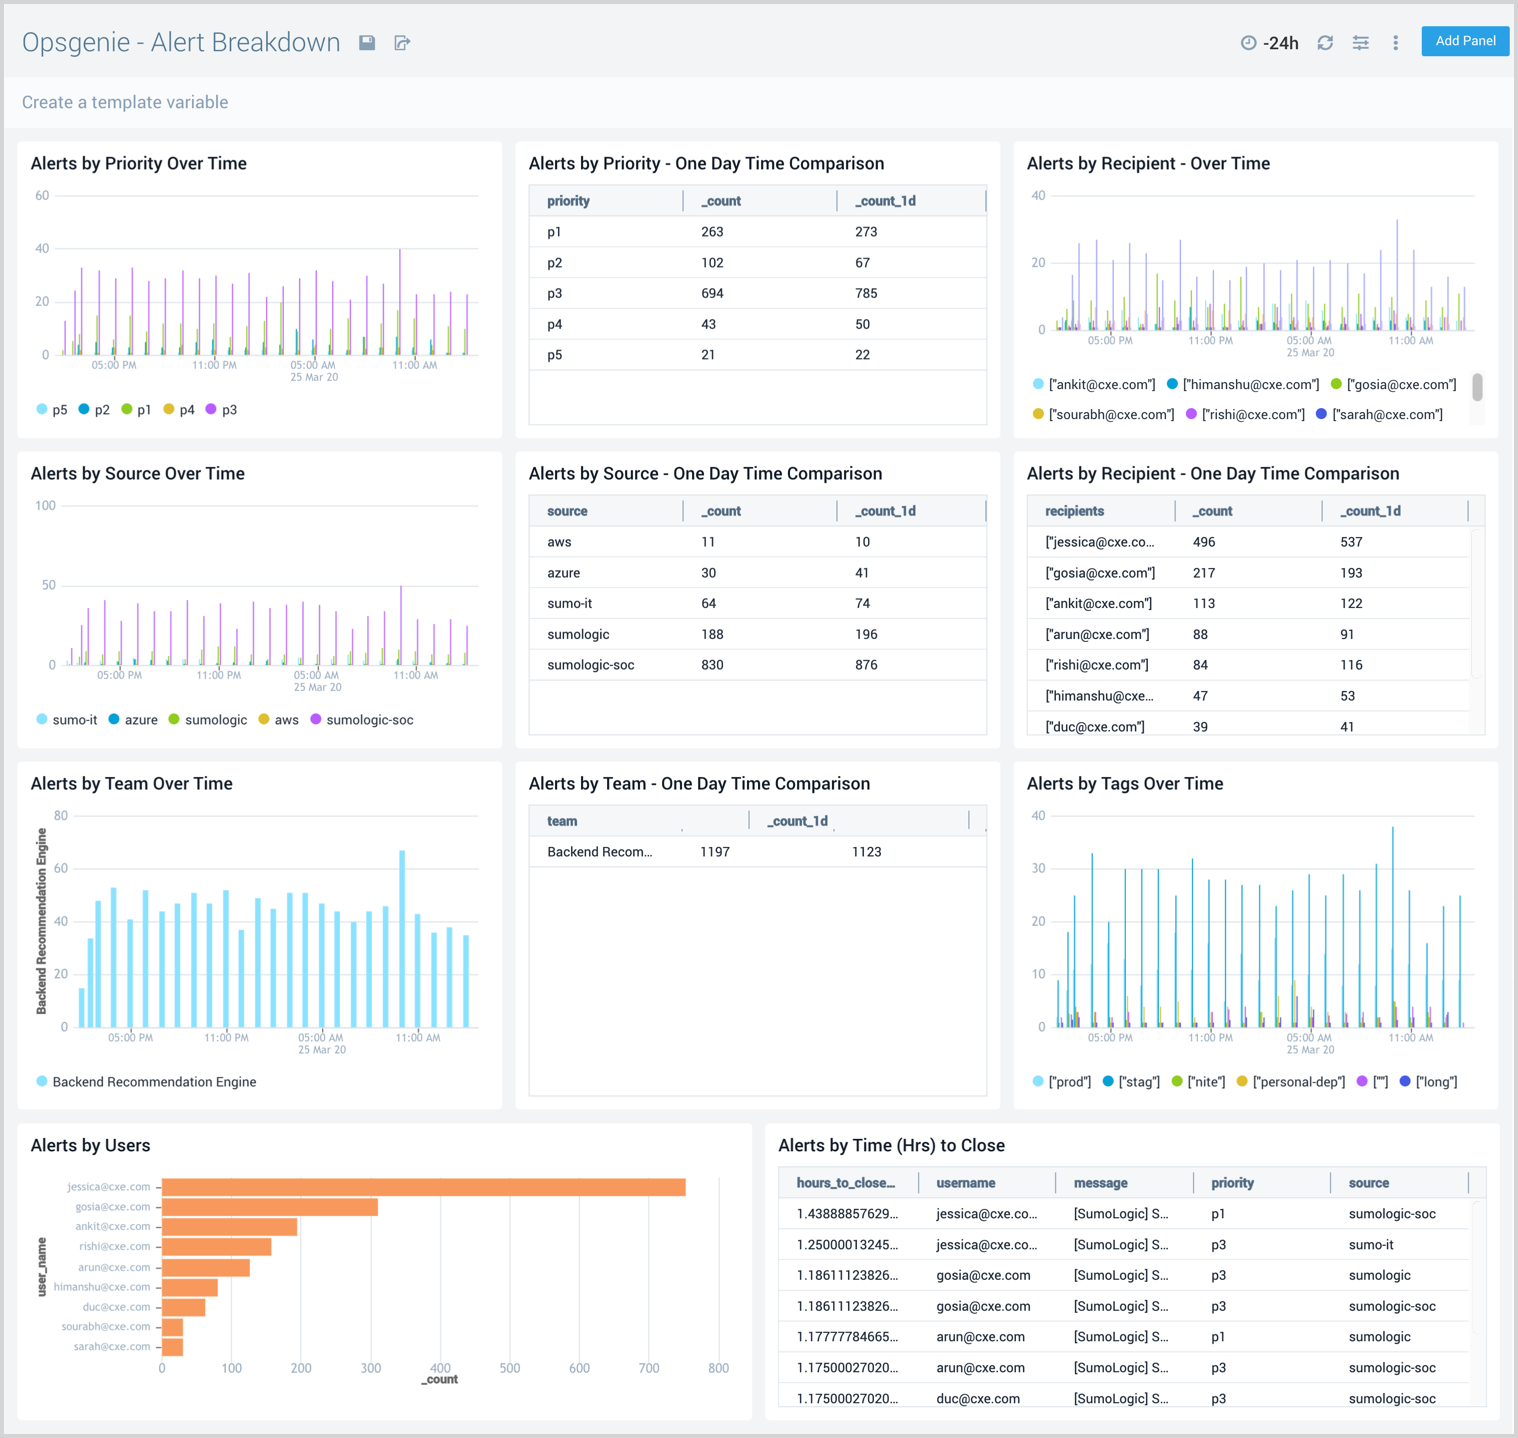 Opsgenie - Alert Breakdown
-24h
Add Panel
Create a template variable
Alerts by Priority Over Time
60
40
20
0
05:00 PM 11:00 PM 05:00 AM 11:00 AM
25 Mar 20
p5 p2 p1 p4 p3
Alerts by Priority - One Day Time Comparison
priority _count _count_1d
p1 263 273
p2 102 67
p3 694 785
p4 43 50
p5 21 22
Alerts by Recipient - Over Time
40
20
0
05:00 PM 11:00 PM 05:00 AM 11:00 AM
25 Mar 20
["ankit@cxe.com"] ["himanshu@cxe.com"] ["gosia@cxe.com"]
["sourabh@cxe.com"] ["rishi@cxe.com"] ["sarah@cxe.com"]
Alerts by Source Over Time
100
50
0
05:00 PM 11:00 PM 05:00 AM 11:00 AM
25 Mar 20
sumo-it azure sumologic aws sumologic-soc
Alerts by Source - One Day Time Comparison
source _count _count_1d
aws 11 10
azure 30 41
sumo-it 64 74
sumologic 188 196
sumologic-soc 830 876
Alerts by Recipient - One Day Time Comparison
recipients _count _count_1d
["jessica@cxe.co... 496 537
["gosia@cxe.com"] 217 193
["ankit@cxe.com"] 113 122
["arun@cxe.com"] 88 91
["rishi@cxe.com"] 84 116
["himanshu@cxe... 47 53
["duc@cxe.com"] 39 41
Alerts by Team Over Time
Backend Recommendation Engine
80
60
40
20
0
05:00 PM 11:00 PM 05:00 AM 11:00 AM
25 Mar 20
Backend Recommendation Engine
Alerts by Team - One Day Time Comparison
team _count_1d
Backend Recom... 1197 1123
Alerts by Tags Over Time
40
30
20
10
0
05:00 PM 11:00 PM 05:00 AM 11:00 AM
25 Mar 20
["prod"] ["stag"] ["nite"] ["personal-dep"] [""] ["long"]
Alerts by Users
user_name
jessica@cxe.com
gosia@cxe.com
ankit@cxe.com
rishi@cxe.com
arun@cxe.com
himanshu@cxe.com
duc@cxe.com
sourabh@cxe.com
sarah@cxe.com
0 100 200 300 400 500 600 700 800
_count
Alerts by Time (Hrs) to Close
hours_to_close... username message priority source
1.43888857629... jessica@cxe.co... [SumoLogic] S... p1 sumologic-soc
1.25000013245... jessica@cxe.co... [SumoLogic] S... p3 sumo-it
1.18611123826... gosia@cxe.com [SumoLogic] S... p3 sumologic
1.18611123826... gosia@cxe.com [SumoLogic] S... p3 sumologic-soc
1.17777784665... arun@cxe.com [SumoLogic] S... p1 sumologic
1.17500027020... arun@cxe.com [SumoLogic] S... p3 sumologic-soc
1.17500027020... duc@cxe.com [SumoLogic] S... p3 sumologic-soc